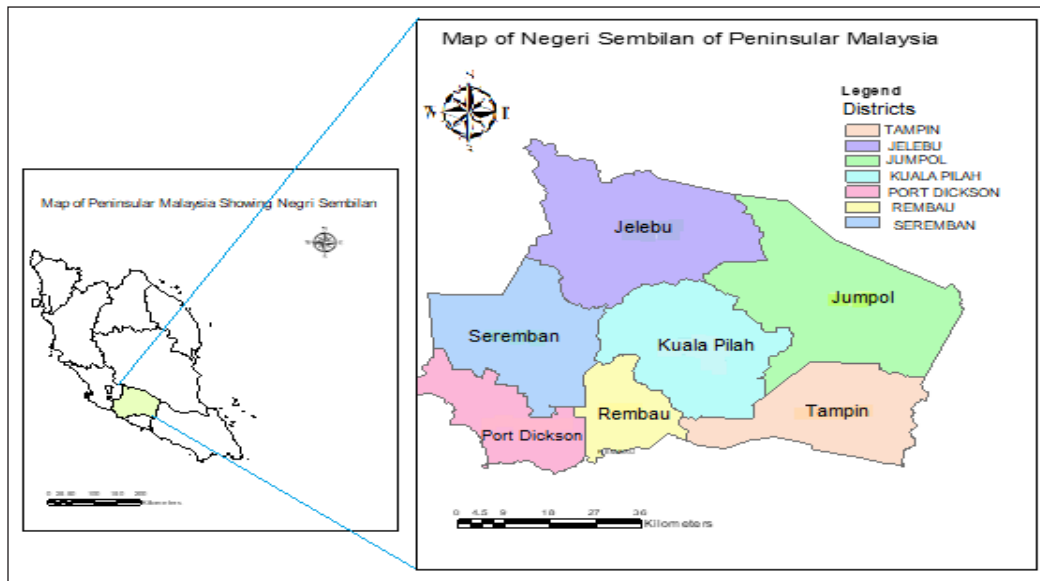 Map of Negeri Sembilan of Peninsular Malaysia
N
W
E
S
Legend
Districts
TAMPIN
JELEBU
JUMPOL
KUALA PILAH
PORT DICKSON
REMBAU
SEREMBAN
Jelebu
Jumpol
Seremban
Kuala Pilah
Rembau
Tampin
Port Dickson
0 4.5 9 18 27 36
Kilometers
Map of Peninsular Malaysia Showing Negri Sembilan
Kilometers